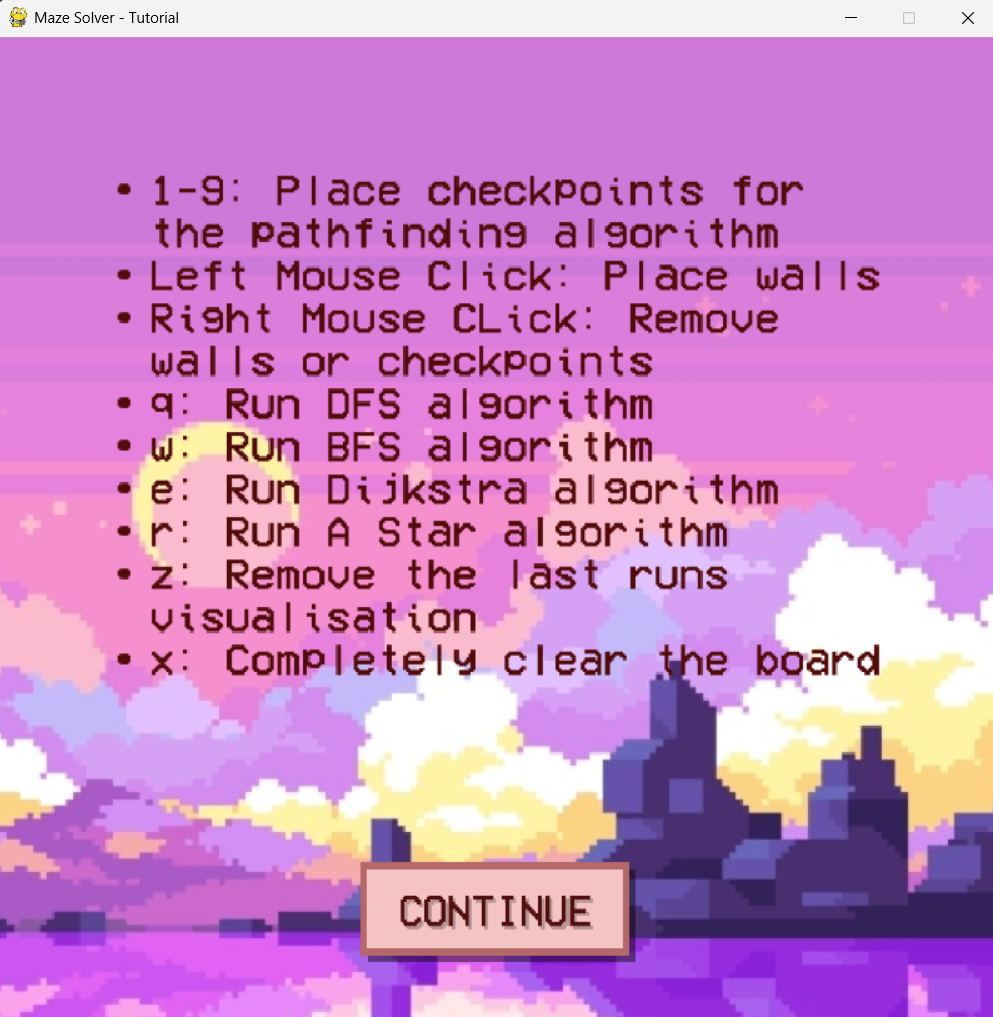 Maze Solver - Tutorial
• 1-9: Place checkpoints for
the pathfinding algorithm
• Left Mouse Click: Place walls
• Right Mouse CLick: Remove
walls or checkpoints
• q: Run DFS algorithm
• w: Run BFS algorithm
• e: Run Dijkstra algorithm
• r: Run A Star algorithm
• z: Remove the last runs
visualisation
• x: Completely clear the board
CONTINUE